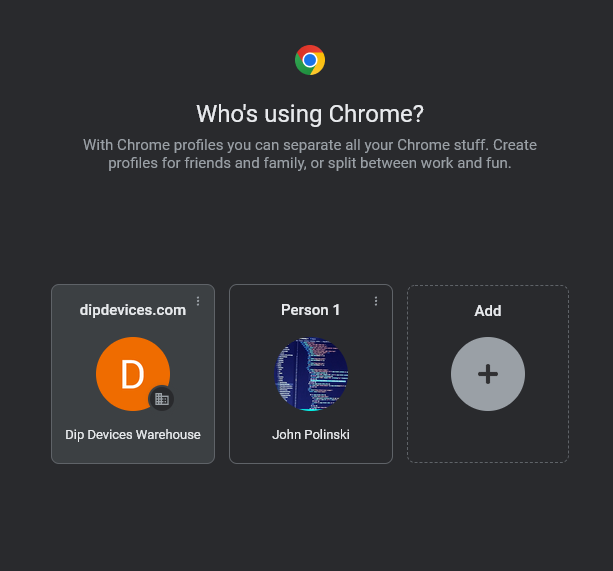 Who's using Chrome?
With Chrome profiles you can separate all your Chrome stuff. Create
profiles for friends and family, or split between work and fun.
dipdevices.com
D
Dip Devices Warehouse
Person 1
John Polinski
Add